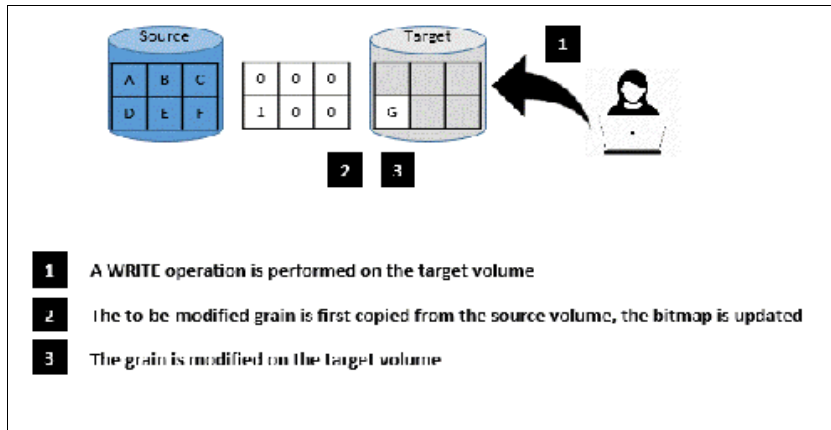 Source
Target
1
A B C
0 0 0
D E F
1 0 0
G
2 3
1 A WRITE operation is performed on the target volume
2 The to be modified grain is first copied from the source volume, the bitmap is updated
3 The grain is modified on the target volume